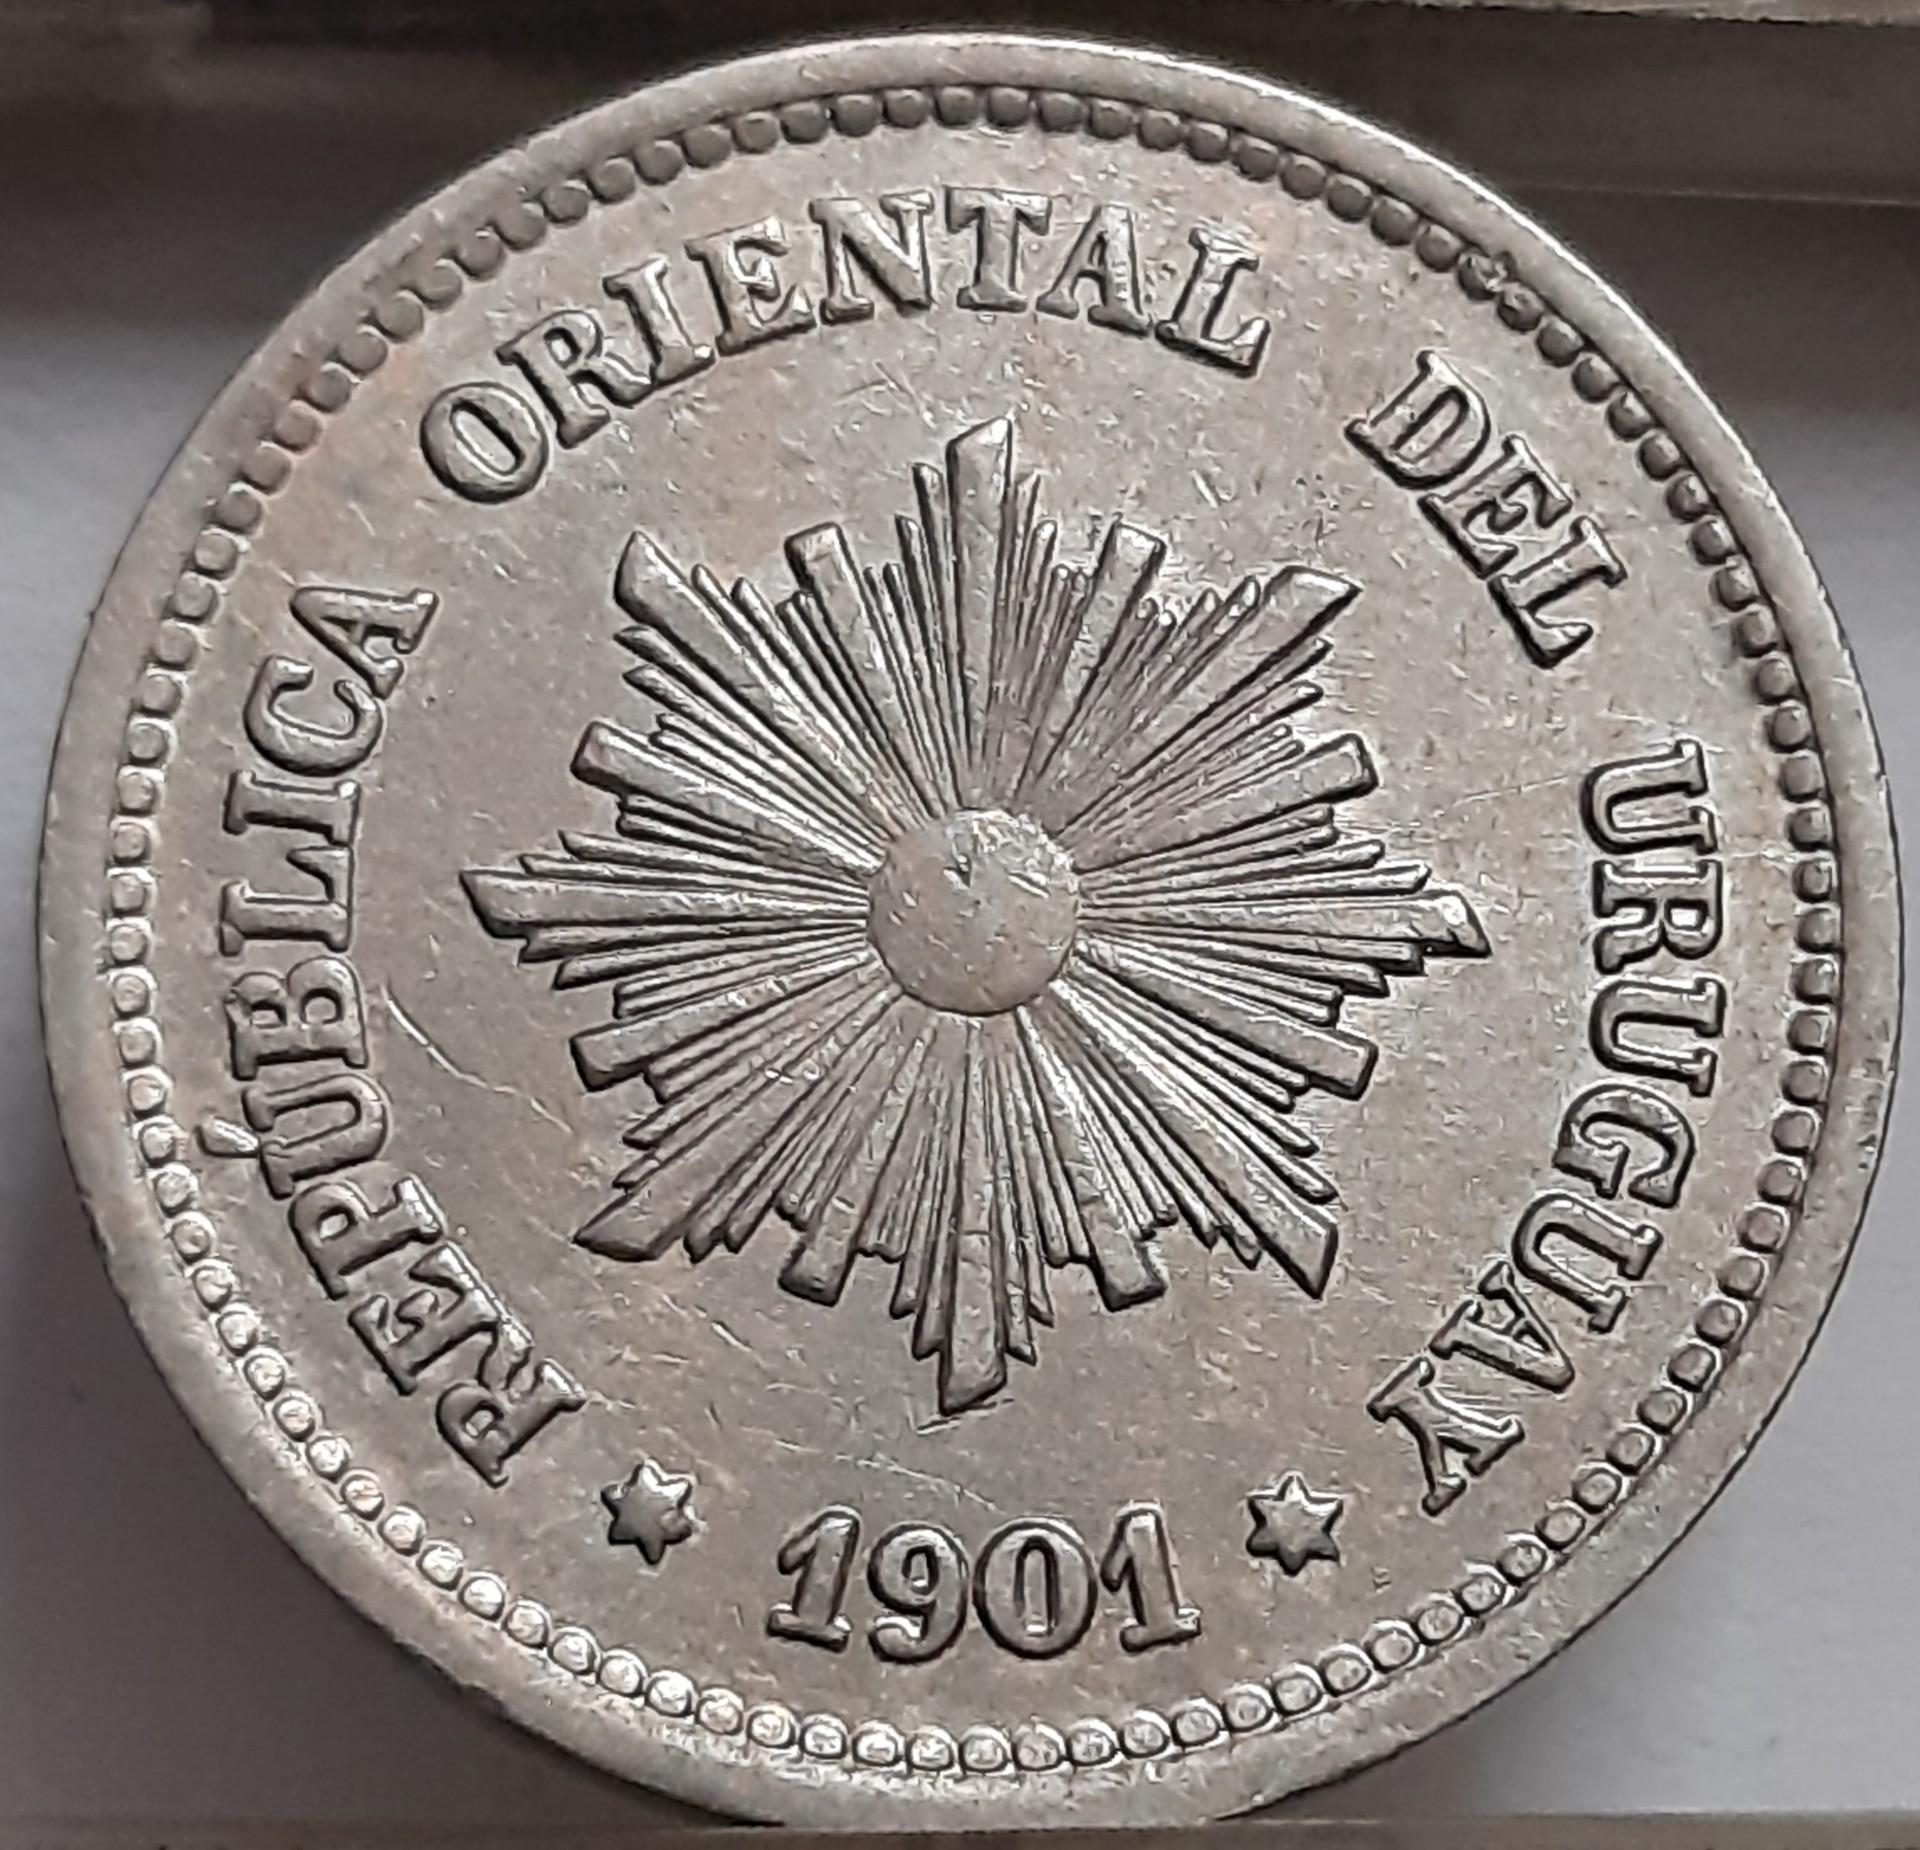 REPÚBLICA ORIENTAL DEL URUGUAY
1901